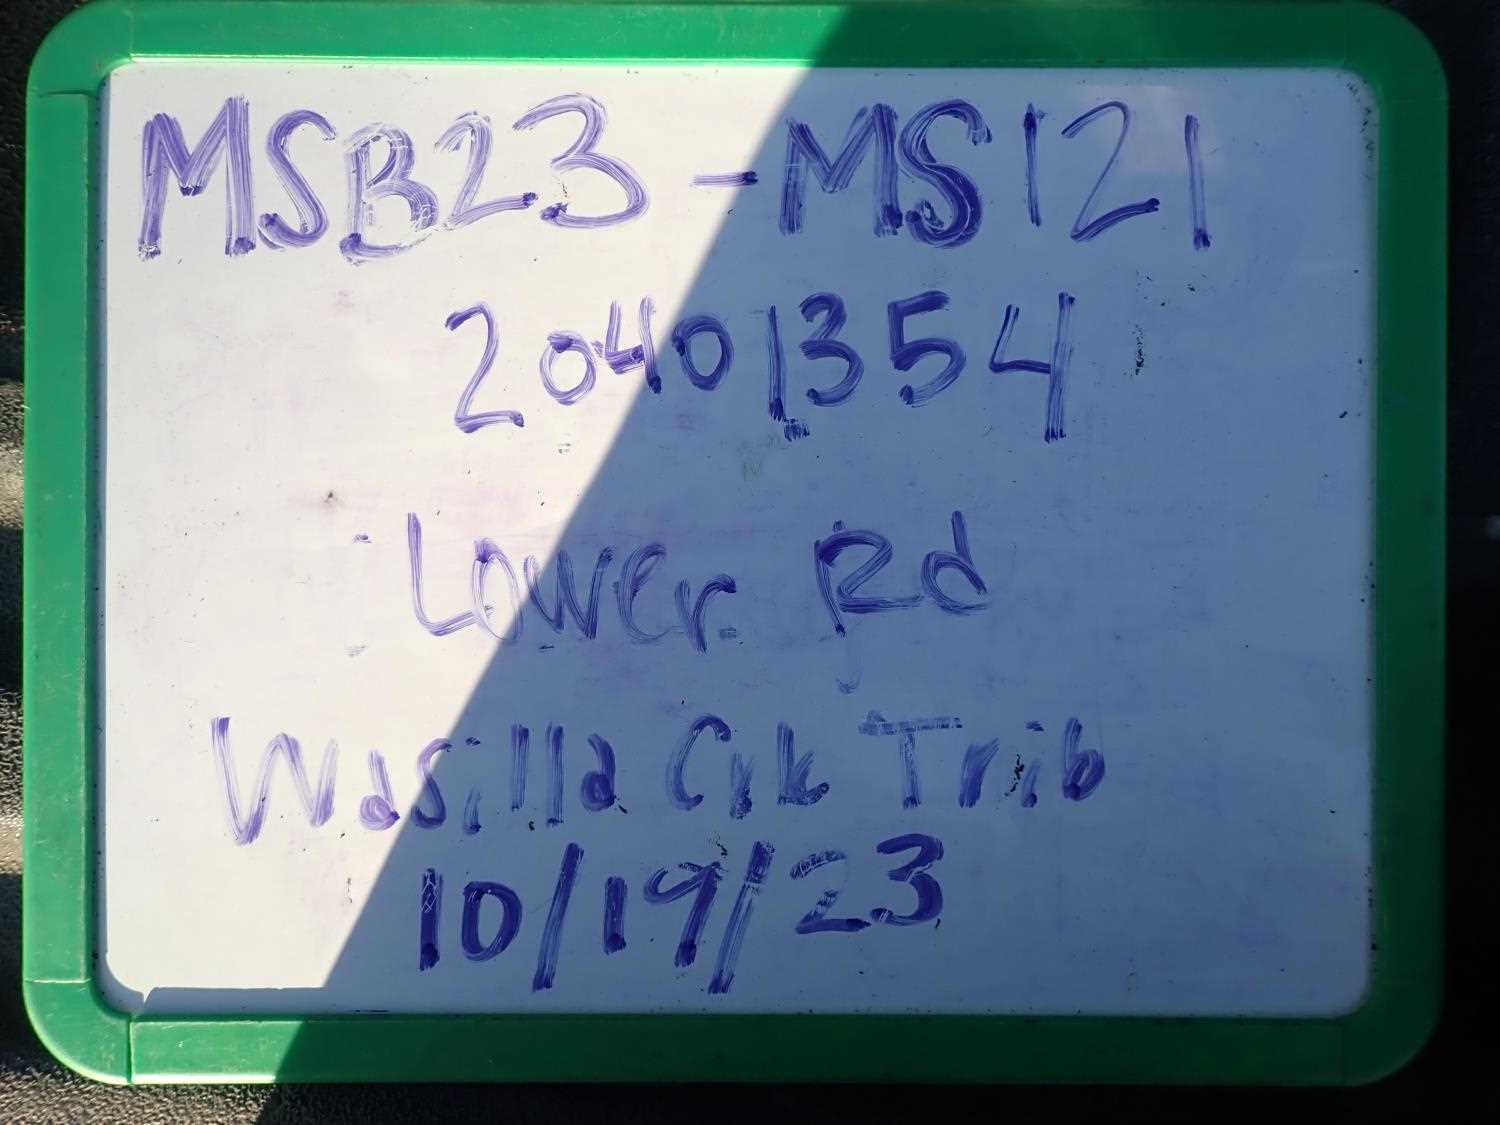 MSB23-MS121
20401354
Lower Rd
Wasilla Crk Trib
10/19/23